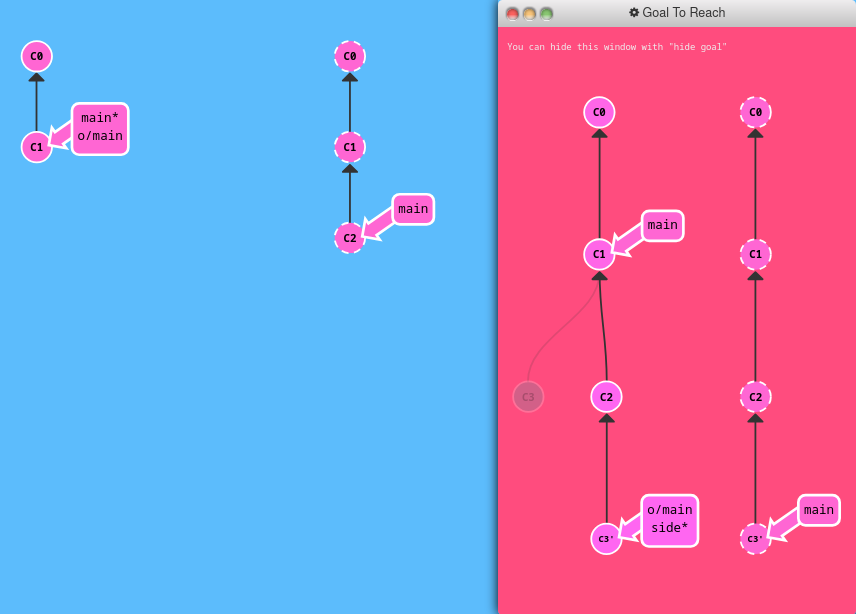 C0
main*
o/main
C1
C0
C1
main
C2
Goal To Reach
You can hide this window with "hide goal"
C0
main
C1
C3
C2
o/main
side*
C3'
C0
C1
C2
main
C3'